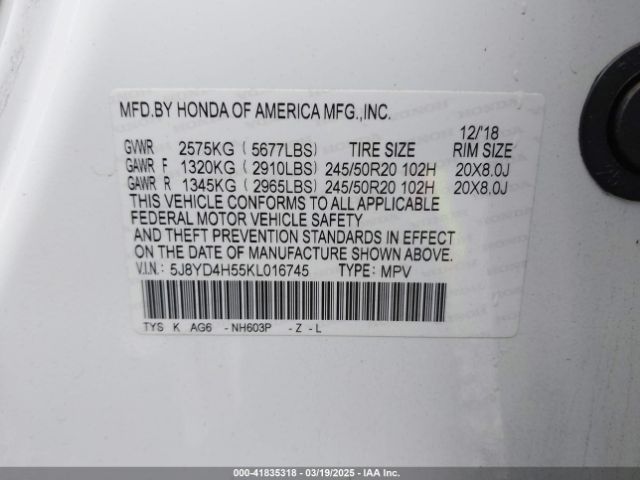 MFD.BY HONDA OF AMERICA MFG.,INC.
12/'18
GVWR 2575KG ( 5677LBS) TIRE SIZE RIM SIZE
GAWR F 1320KG ( 2910LBS) 245/50R20 102H 20X8.0J
GAWR R 1345KG ( 2965LBS) 245/50R20 102H 20X8.0J
THIS VEHICLE CONFORMS TO ALL APPLICABLE
FEDERAL MOTOR VEHICLE SAFETY
AND THEFT PREVENTION STANDARDS IN EFFECT
ON THE DATE OF MANUFACTURE SHOWN ABOVE.
V.I.N.: 5J8YD4H55KL016745 TYPE: MPV
TYS K AG6 -NH603P -Z -L
000-41835318 - 03/19/2025 - IAA Inc.